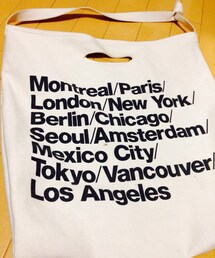 Montreal/Paris/
London/New York/
Berlin/Chicago/
Seoul/Amsterdam/
Mexico City/
Tokyo/Vancouver/
Los Angeles